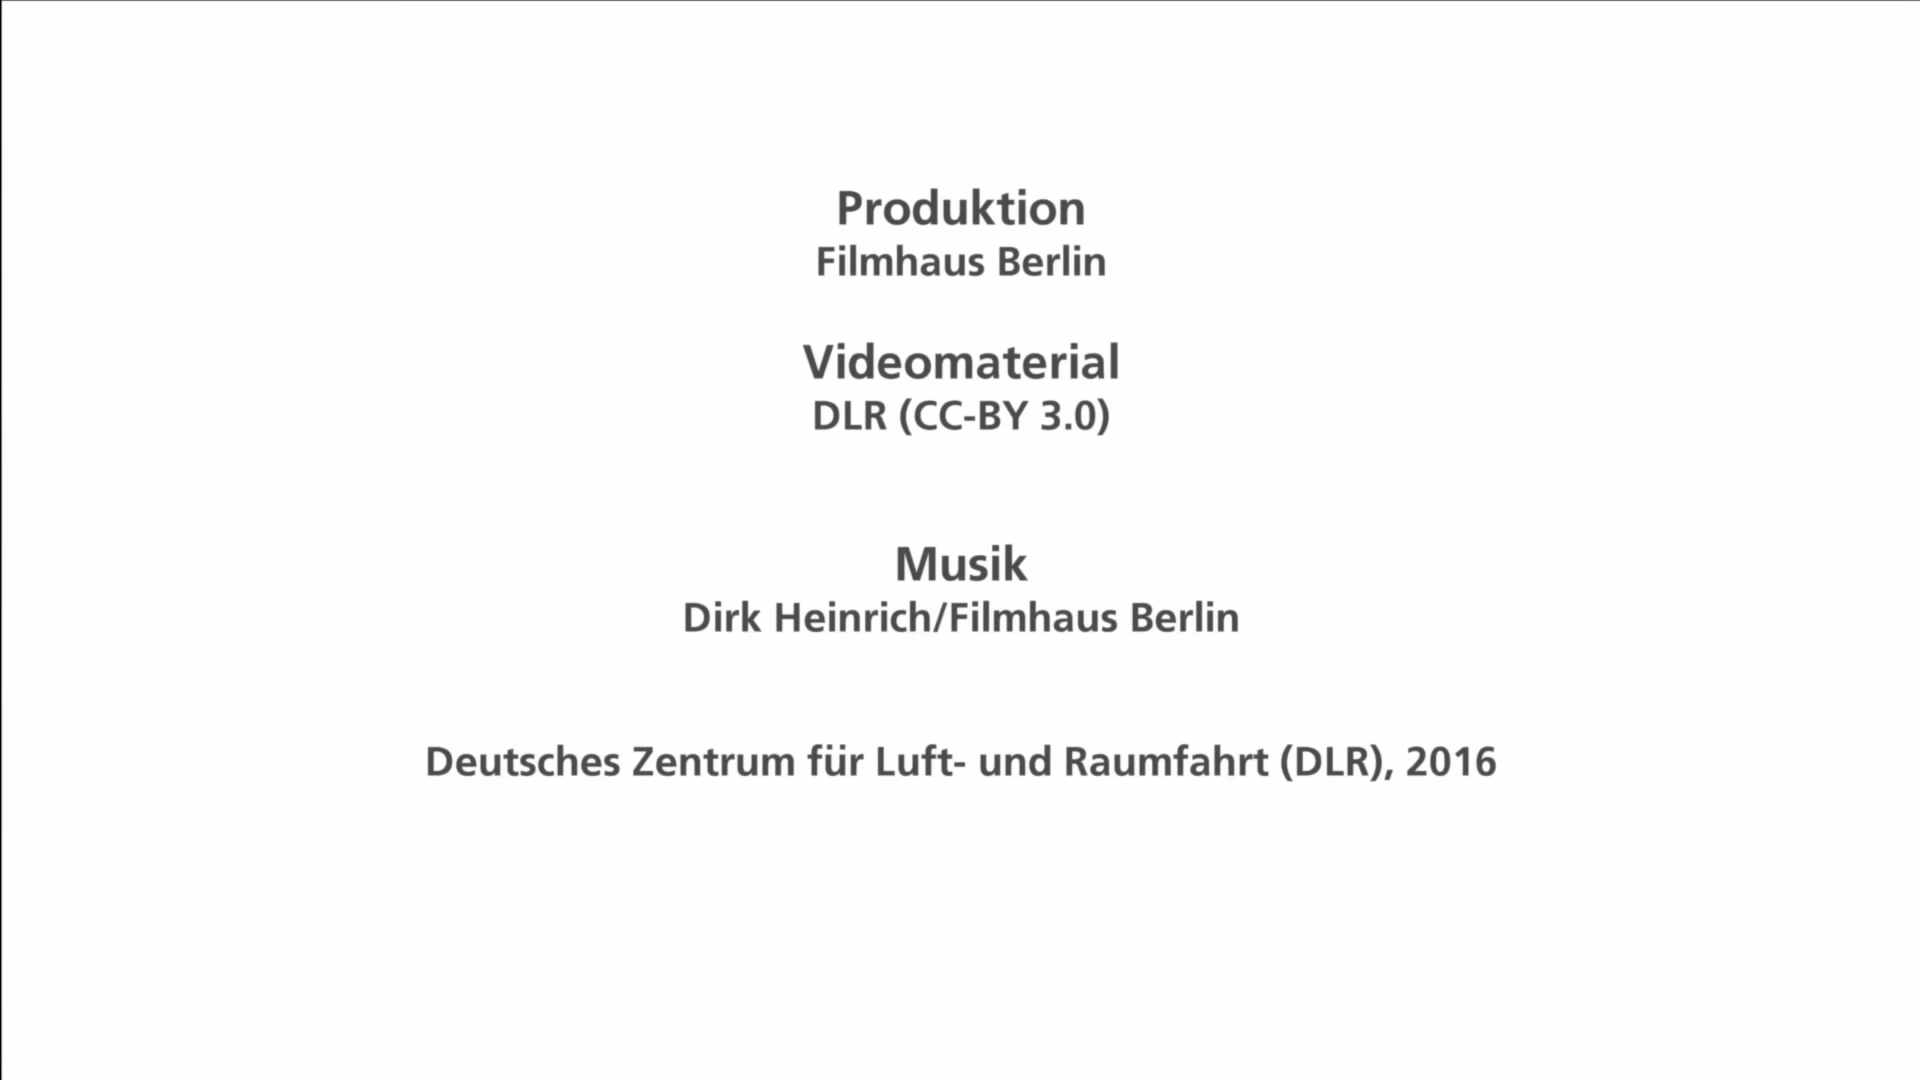 Produktion
Filmhaus Berlin
Videomaterial
DLR (CC-BY 3.0)
Musik
Dirk Heinrich/Filmhaus Berlin
Deutsches Zentrum für Luft- und Raumfahrt (DLR), 2016